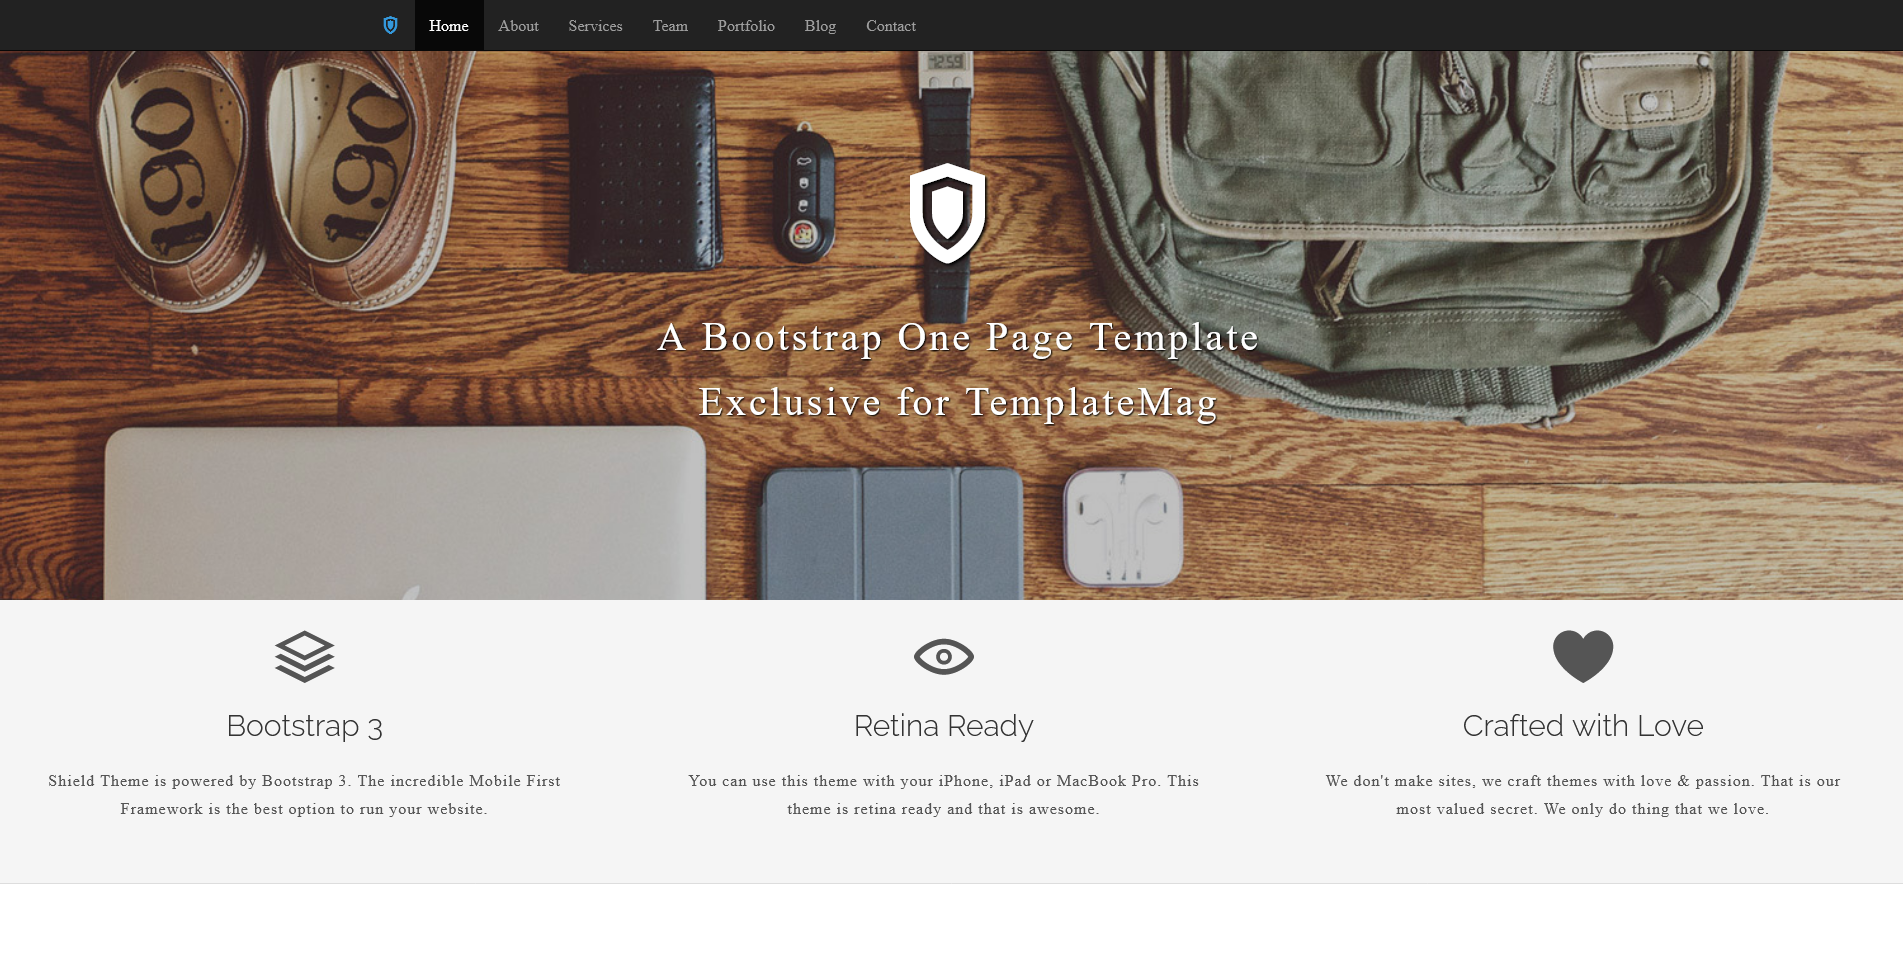 Home About Services Team Portfolio Blog Contact
160 160
12:59
A Bootstrap One Page Template
Exclusive for TemplateMag
Bootstrap 3
Shield Theme is powered by Bootstrap 3. The incredible Mobile First
Framework is the best option to run your website.
Retina Ready
You can use this theme with your iPhone, iPad or MacBook Pro. This
theme is retina ready and that is awesome.
Crafted with Love
We don't make sites, we craft themes with love & passion. That is our
most valued secret. We only do thing that we love.